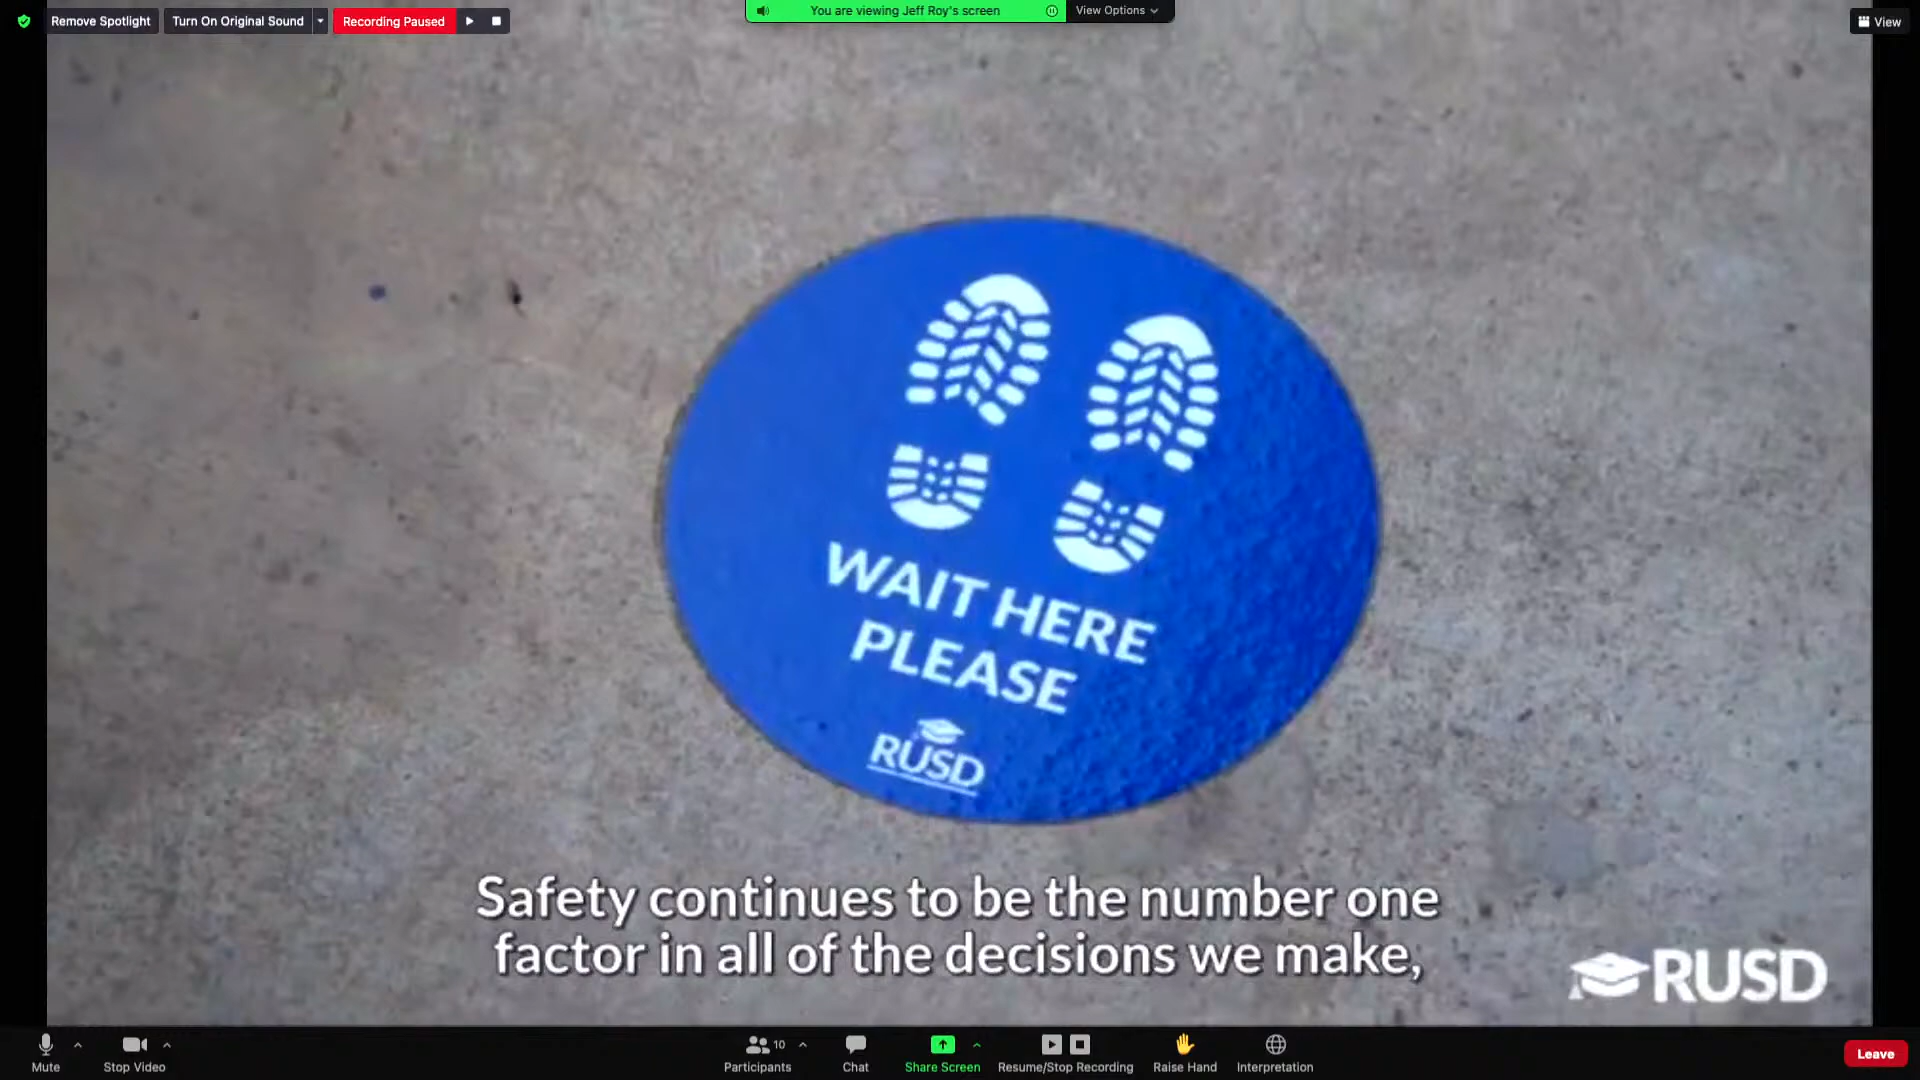 Remove Spotlight
Turn On Original Sound
Recording Paused
You are viewing Jeff Roy's screen
View Options
View
WAIT HERE
PLEASE
RUSD
Safety continues to be the number one
factor in all of the decisions we make,
RUSD
Mute
Stop Video
10
Participants
Chat
Share Screen
Resume/Stop Recording
Raise Hand
Interpretation
Leave